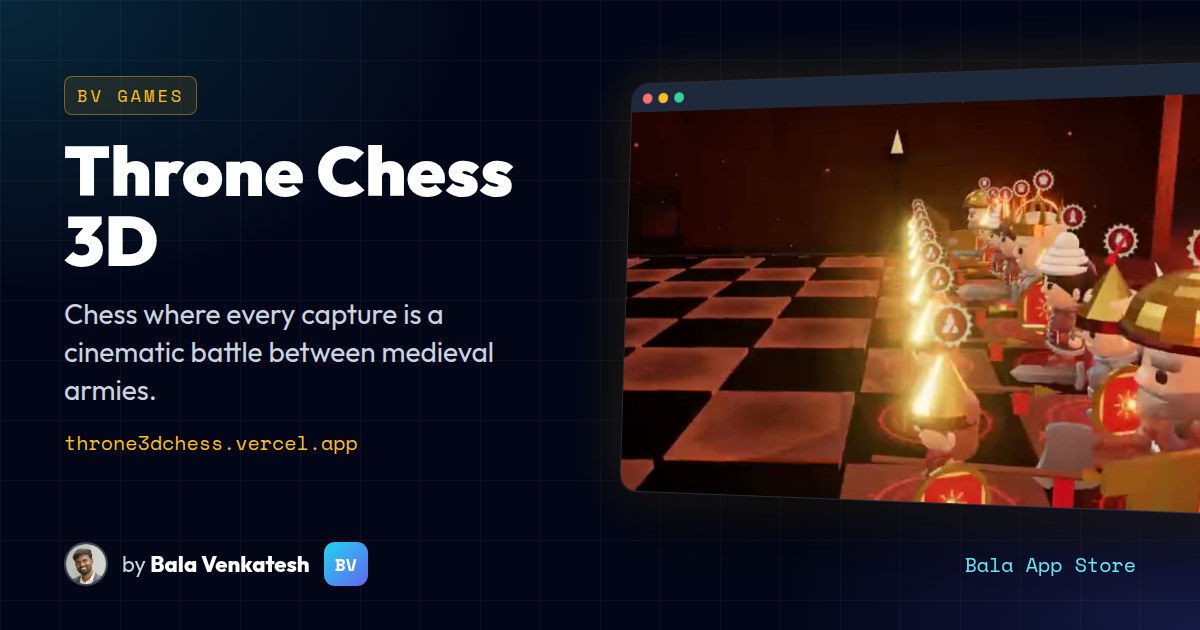 BV GAMES
Throne Chess
3D
Chess where every capture is a
cinematic battle between medieval
armies.
throne3dchess.vercel.app
by Bala Venkatesh
BV
Bala App Store